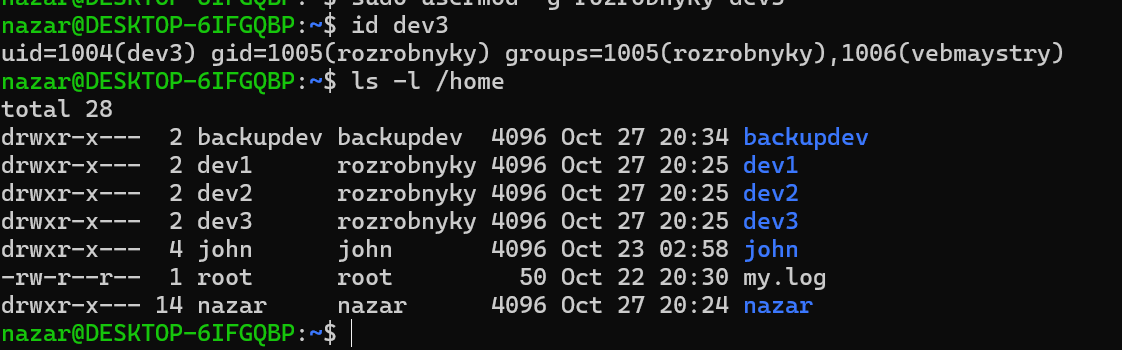 sudo usermod -g rozrobnyky dev3
nazar@DESKTOP-6IFGQBP:~$ id dev3
uid=1004(dev3) gid=1005(rozrobnyky) groups=1005(rozrobnyky),1006(vebmaystry)
nazar@DESKTOP-6IFGQBP:~$ ls -l /home
total 28
drwxr-x---  2 backupdev backupdev  4096 Oct 27 20:34 backupdev
drwxr-x---  2 dev1      rozrobnyky 4096 Oct 27 20:25 dev1
drwxr-x---  2 dev2      rozrobnyky 4096 Oct 27 20:25 dev2
drwxr-x---  2 dev3      rozrobnyky 4096 Oct 27 20:25 dev3
drwxr-x---  4 john      john       4096 Oct 23 02:58 john
-rw-r--r--  1 root      root         50 Oct 22 20:30 my.log
drwxr-x--- 14 nazar     nazar      4096 Oct 27 20:24 nazar
nazar@DESKTOP-6IFGQBP:~$